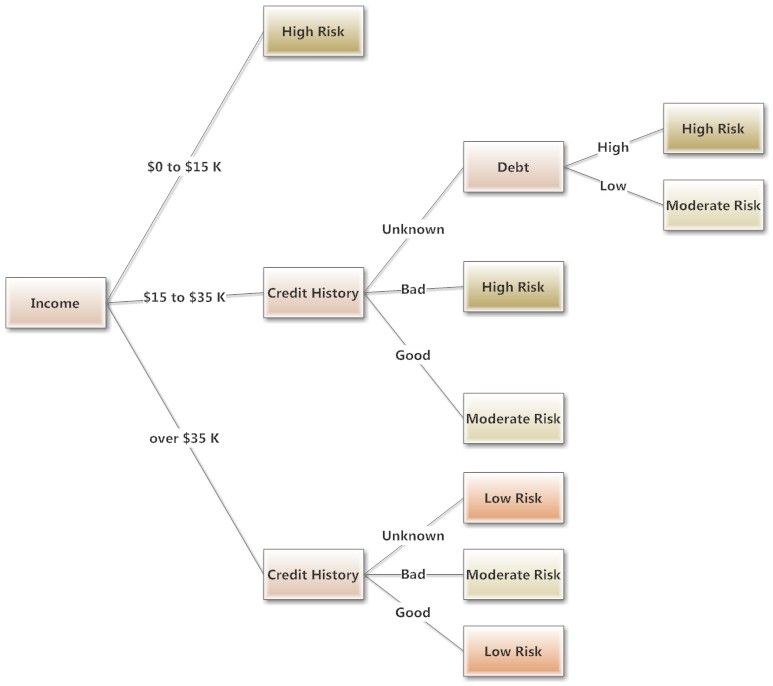 High Risk
$0 to $15 K
Income
$15 to $35 K
over $35 K
Credit History
Unknown
Bad
Good
Debt
High
Low
High Risk
Moderate Risk
High Risk
Moderate Risk
Credit History
Unknown
Bad
Good
Low Risk
Moderate Risk
Low Risk